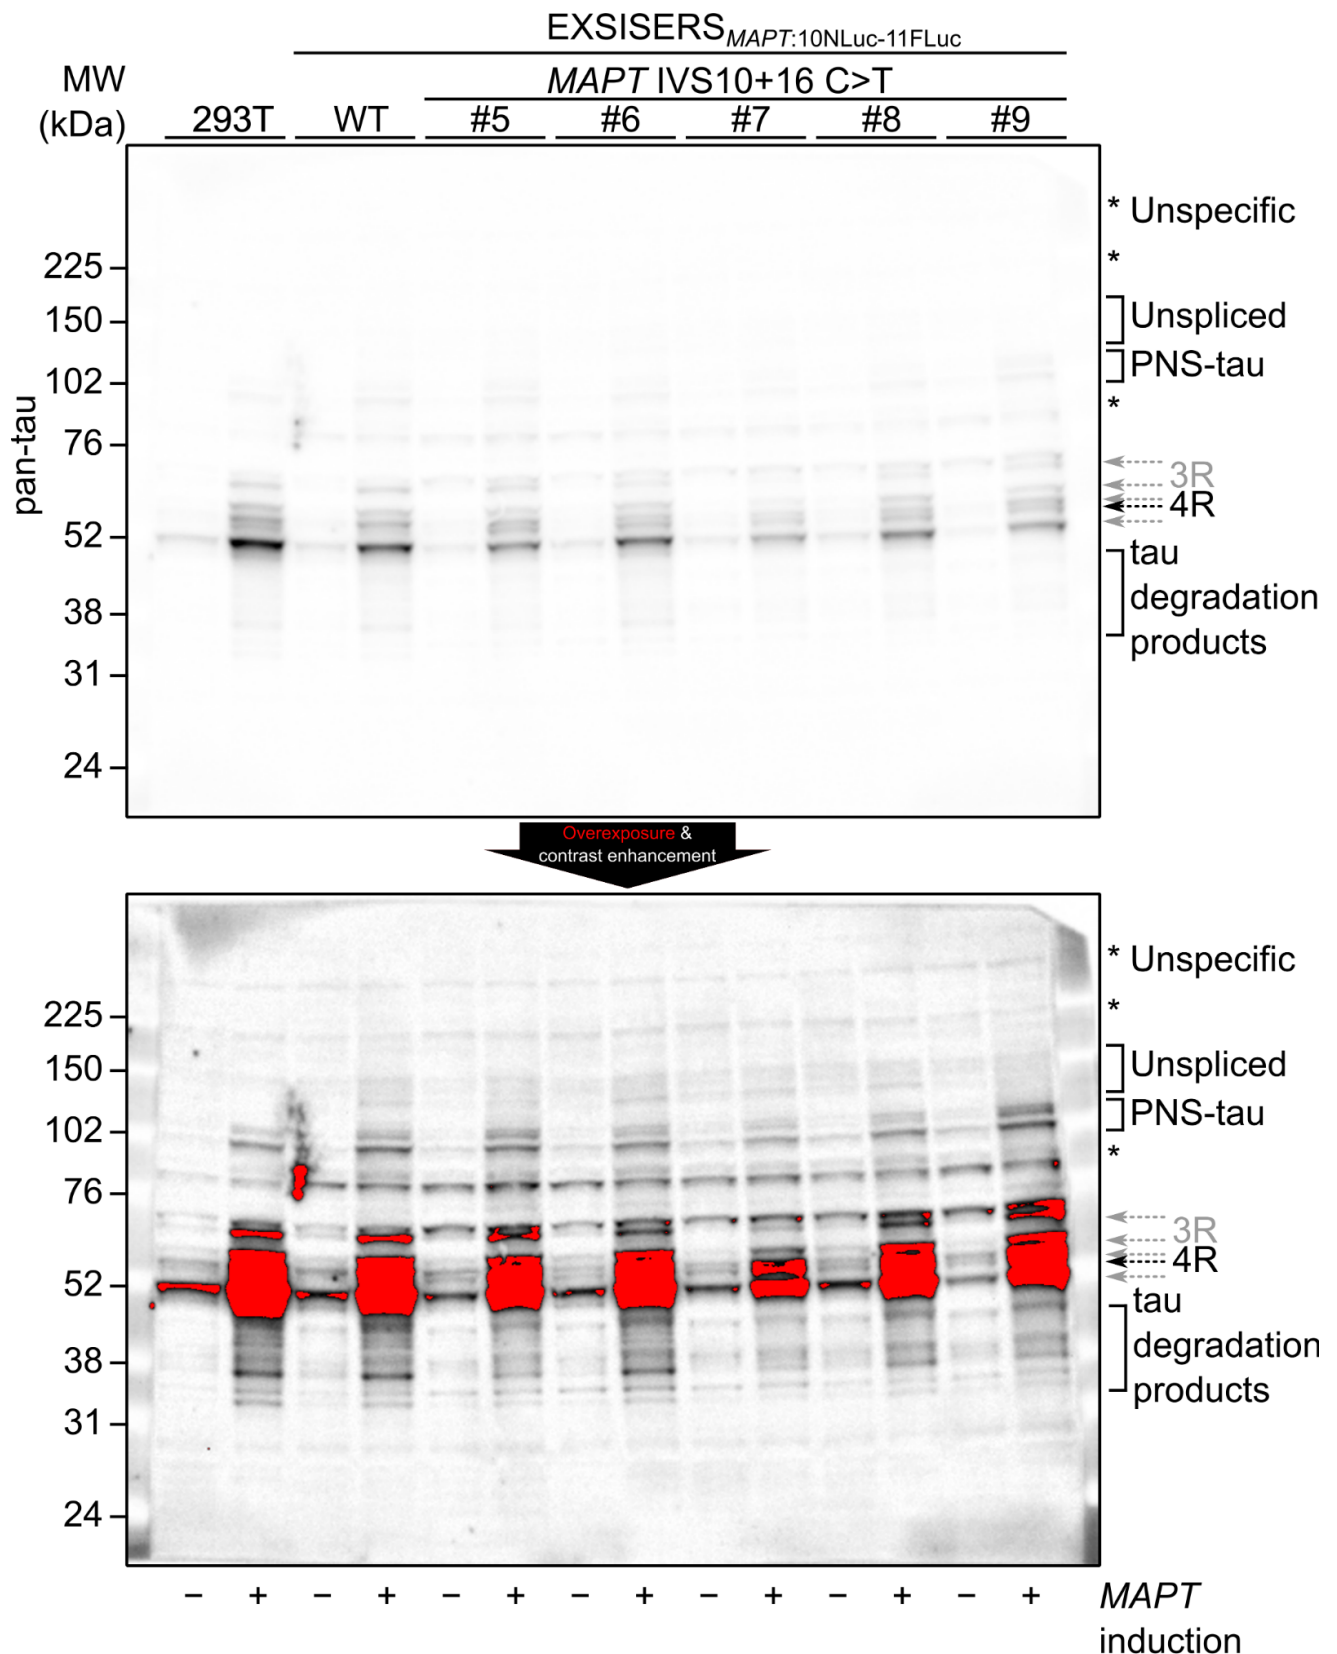 EXSISERS MAPT:10NLuc-11FLuc
MW
(kDa)
MAPT IVS10+16 C>T
293T WT #5 #6 #7 #8 #9
pan-tau
225
150
102
76
52
38
31
24
* Unspecific
*
Unspliced
PNS-tau
*
3R
4R
tau
degradation
products
Overexposure &
contrast enhancement
225
150
102
76
52
38
31
24
* Unspecific
*
Unspliced
PNS-tau
*
3R
4R
tau
degradation
products
− + − + − + − + − + − + − + MAPT
induction